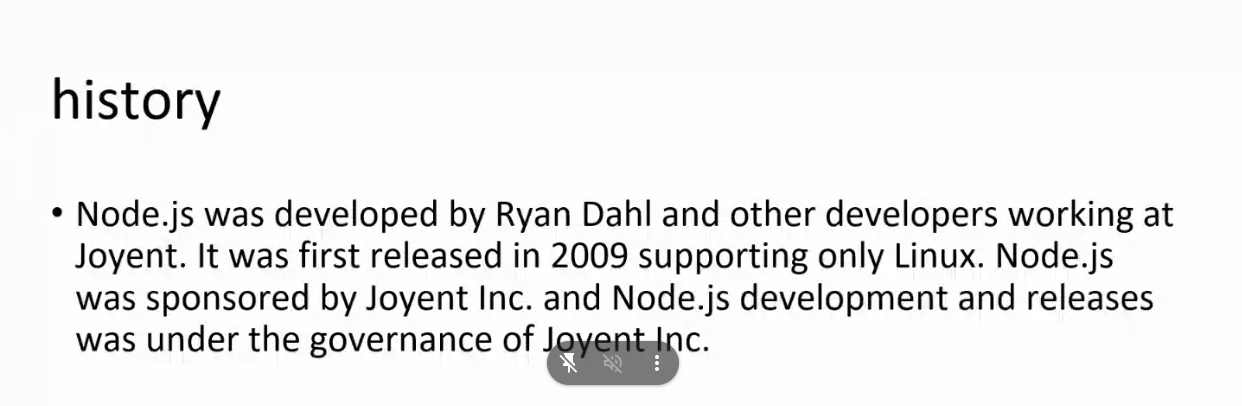 history
• Node.js was developed by Ryan Dahl and other developers working at
Joyent. It was first released in 2009 supporting only Linux. Node.js
was sponsored by Joyent Inc. and Node.js development and releases
was under the governance of Joyent Inc.